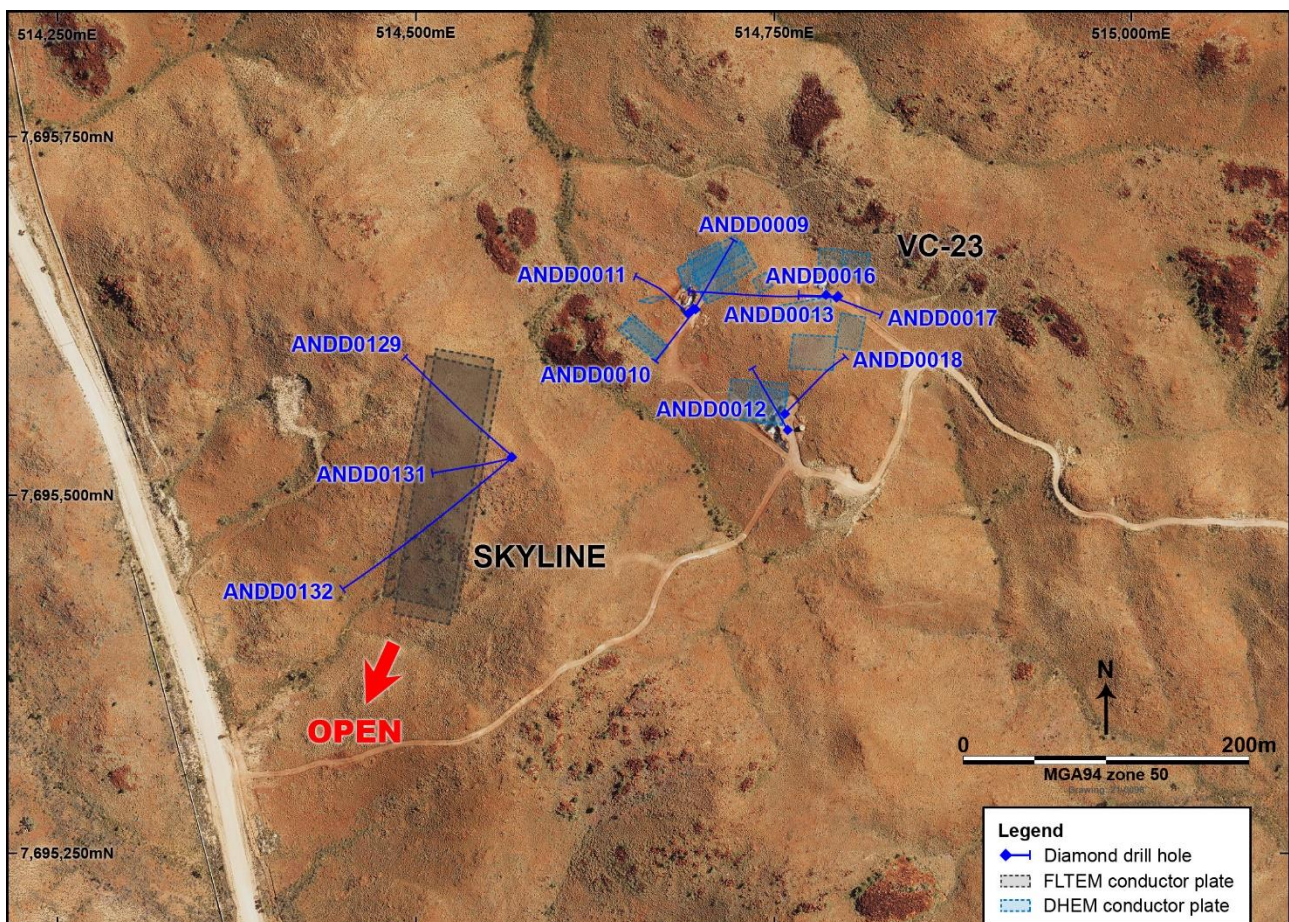 514,250mE
514,500mE
514,750mE
515,000mE
7,695,750mN
ANDD0009
VC-23
ANDD0011
ANDD0016
ANDD0013
ANDD0017
ANDD0129
ANDD0018
ANDD0010
ANDD0012
ANDD0131
7,695,500mN
SKYLINE
ANDD0132
N
OPEN
0
200m
MGA94 zone 50
Legend
Diamond drill hole
7,695,250mN
FLTEM conductor plate
DHEM conductor plate